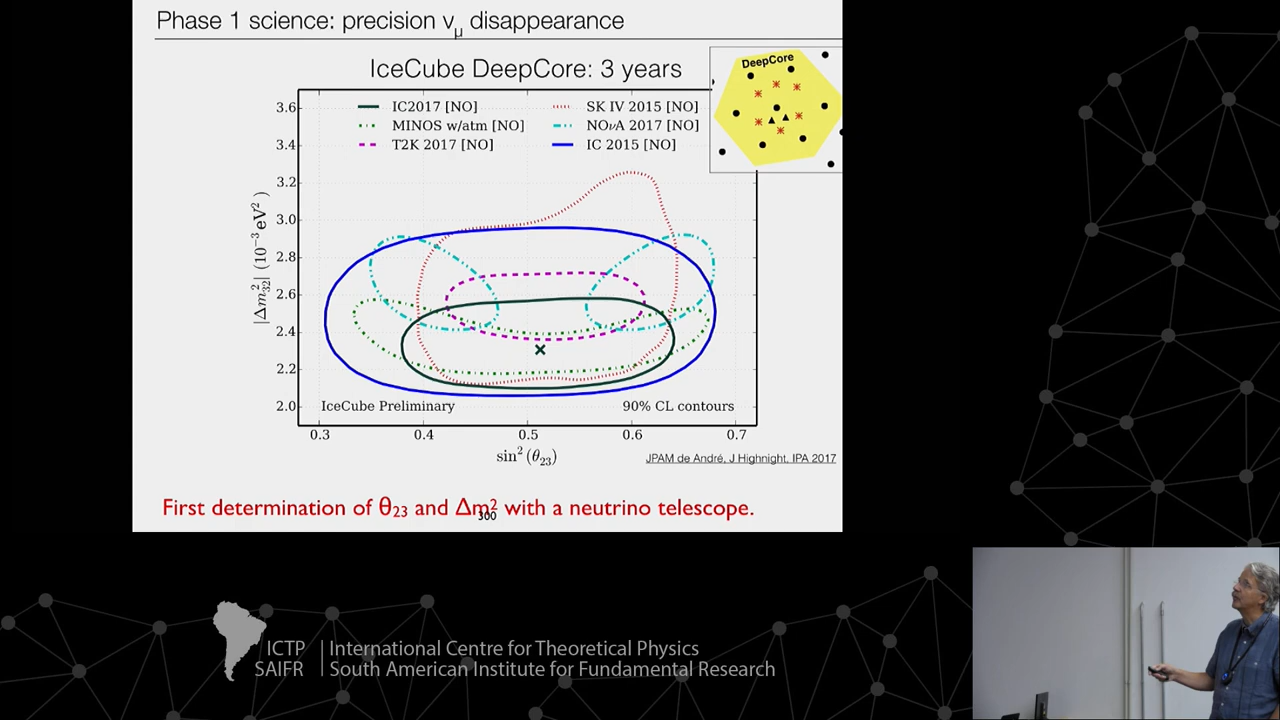 Phase 1 science: precision νμ disappearance
IceCube DeepCore: 3 years
DeepCore
IC2017 [NO]
MINOS w/atm [NO]
T2K 2017 [NO]
SK IV 2015 [NO]
NOνA 2017 [NO]
IC 2015 [NO]
3.6
3.4
3.2
3.0
2.8
2.6
2.4
2.2
2.0
|Δm²₃₂| (10⁻³ eV²)
IceCube Preliminary
90% CL contours
0.3 0.4 0.5 0.6 0.7
sin² (θ₂₃)
JPAM de André, J Highnight, IPA 2017
First determination of θ₂₃ and Δm²₃₂ with a neutrino telescope.
300
ICTP
SAIFR
International Centre for Theoretical Physics
South American Institute for Fundamental Research